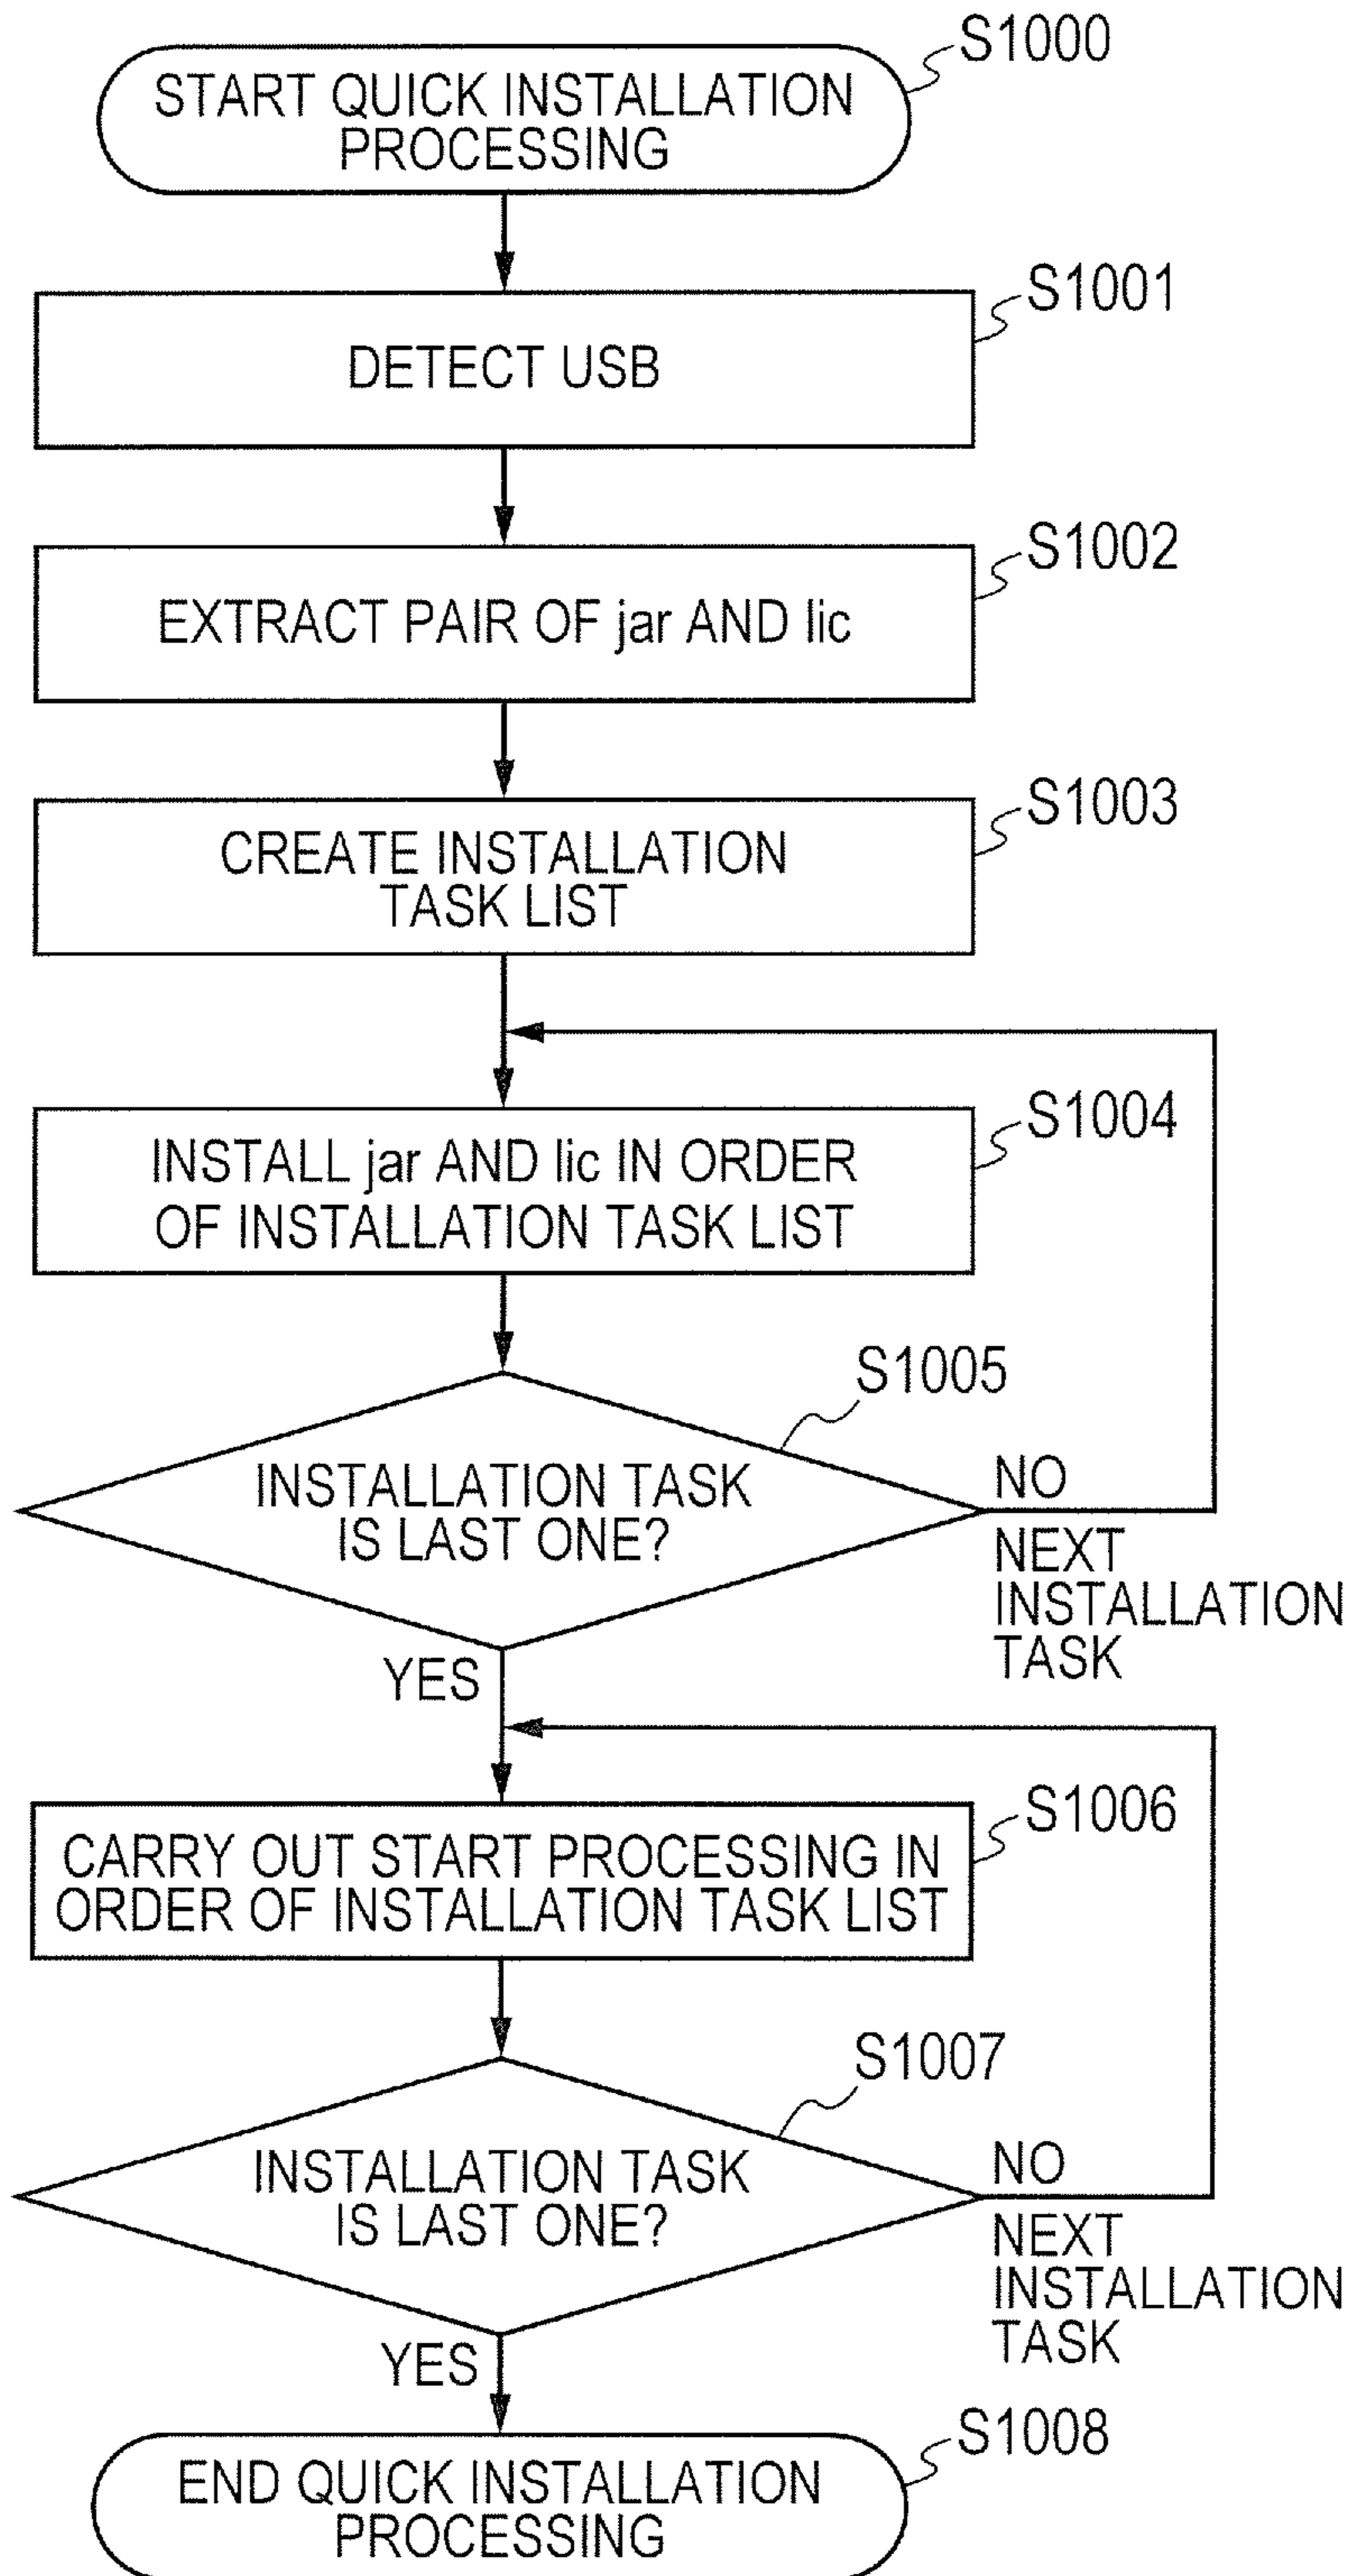 S1000
START QUICK INSTALLATION
PROCESSING
S1001
DETECT USB
S1002
EXTRACT PAIR OF jar AND lic
S1003
CREATE INSTALLATION
TASK LIST
S1004
INSTALL jar AND lic IN ORDER
OF INSTALLATION TASK LIST
S1005
INSTALLATION TASK
IS LAST ONE?
NO
NEXT
INSTALLATION
TASK
YES
S1006
CARRY OUT START PROCESSING IN
ORDER OF INSTALLATION TASK LIST
S1007
INSTALLATION TASK
IS LAST ONE?
NO
NEXT
INSTALLATION
TASK
YES
S1008
END QUICK INSTALLATION
PROCESSING